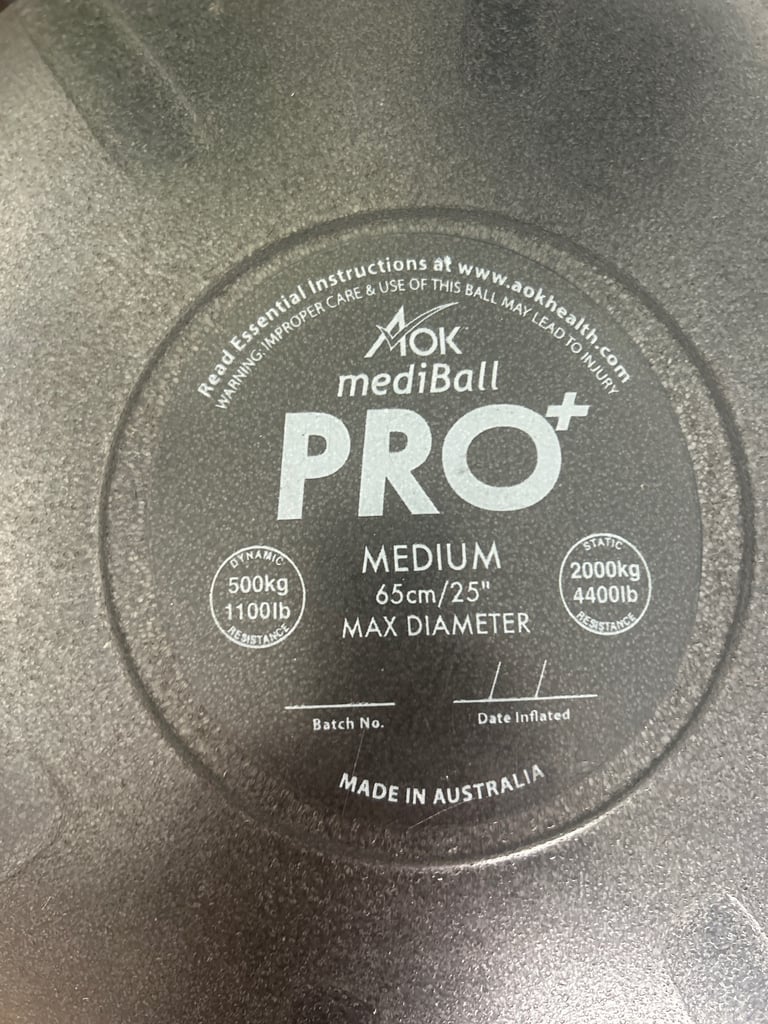 Read Essential Instructions at www.aokhealth.com
WARNING: IMPROPER CARE & USE OF THIS BALL MAY LEAD TO INJURY
AOK
mediBall
PRO+
MEDIUM
65cm/25"
MAX DIAMETER
DYNAMIC
500kg
1100lb
RESISTANCE
STATIC
2000kg
4400lb
RESISTANCE
Batch No.
/ /
Date Inflated
MADE IN AUSTRALIA